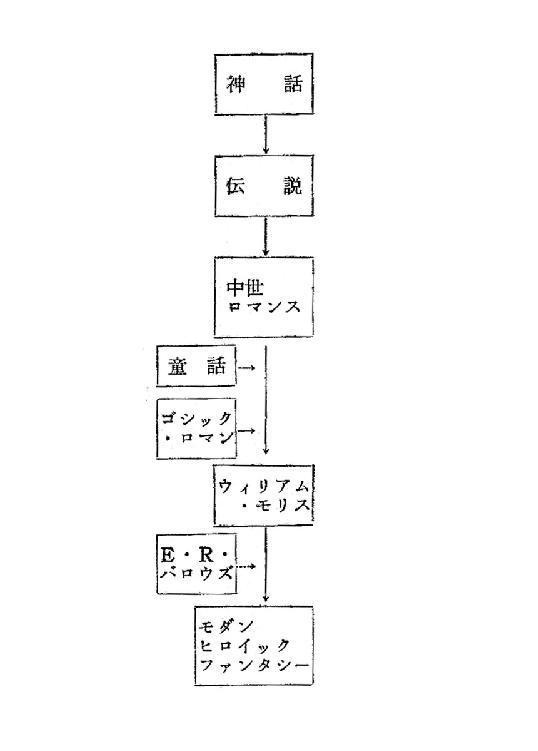 神　話
伝　説
中世
ロマンス
童　話
ゴシック
・ロマン
ウィリアム
・モリス
E・R・
バロウズ
モダン
ヒロイック
ファンタシー